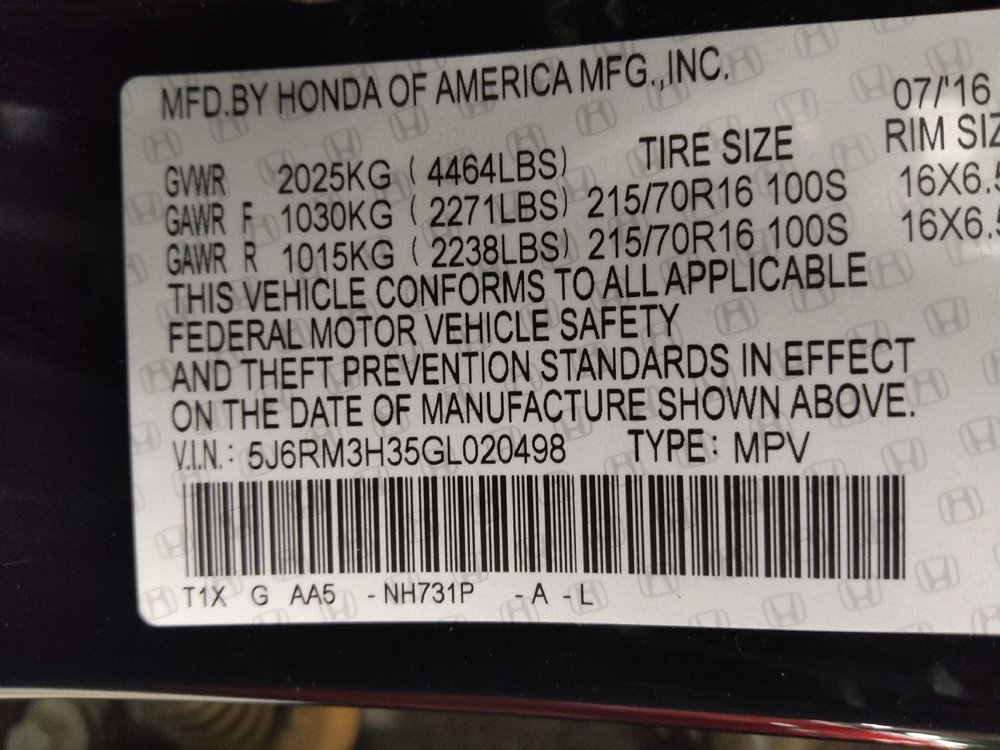 MFD.BY HONDA OF AMERICA MFG.,INC.
07/'16
TIRE SIZE RIM SIZ
GVWR 2025KG ( 4464LBS)
GAWR F 1030KG ( 2271LBS) 215/70R16 100S 16X6.5
GAWR R 1015KG ( 2238LBS) 215/70R16 100S 16X6.5
THIS VEHICLE CONFORMS TO ALL APPLICABLE
FEDERAL MOTOR VEHICLE SAFETY
AND THEFT PREVENTION STANDARDS IN EFFECT
ON THE DATE OF MANUFACTURE SHOWN ABOVE.
V.I.N.: 5J6RM3H35GL020498 TYPE: MPV
T1X G AA5 -NH731P -A -L